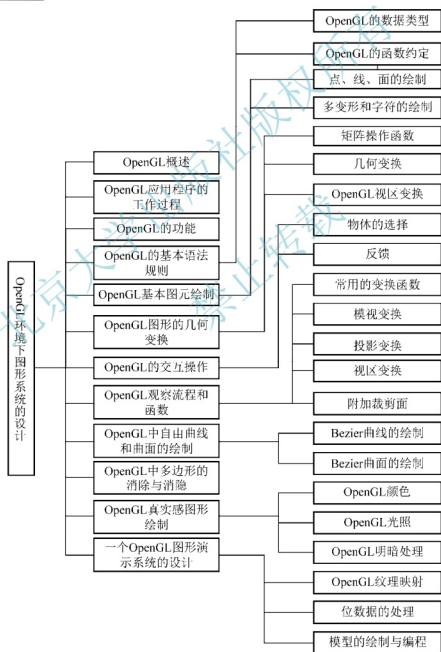 OpenGL环境下图形系统的设计
OpenGL概述
OpenGL应用程序的
工作过程
OpenGL的功能
OpenGL的基本语法
规则
OpenGL基本图元绘制
OpenGL图形的几何
变换
OpenGL的交互操作
OpenGL观察流程和
函数
OpenGL中自由曲线
和曲面的绘制
OpenGL中多边形的
消除与消隐
OpenGL真实感图形
绘制
一个OpenGL图形演
示系统的设计
OpenGL的数据类型
OpenGL的函数约定
点、线、面的绘制
多变形和字符的绘制
矩阵操作函数
几何变换
OpenGL视区变换
物体的选择
反馈
常用的变换函数
模视变换
投影变换
视区变换
附加裁剪面
Bezier曲线的绘制
Bezier曲面的绘制
OpenGL颜色
OpenGL光照
OpenGL明暗处理
OpenGL纹理映射
位数据的处理
模型的绘制与编程
北京大学出版社版权所有
禁止转载